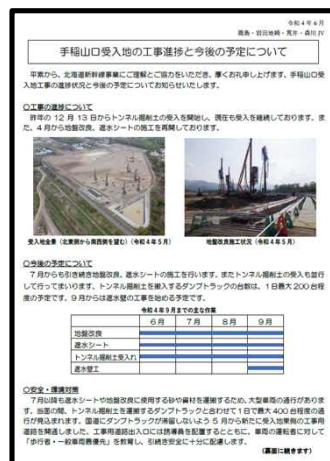 令和4年6月
鹿島・岩田地崎・荒井・森川JV
手稲山口受入地の工事進捗と今後の予定について
平素から、北海道新幹線事業にご理解とご協力をいただき、厚くお礼申し上げます。手稲山口受
入地工事の進捗状況と今後の予定についてお知らせいたします。
○工事の進捗について
昨年の12月13日からトンネル掘削土の受入を開始し、現在も受入を継続しております。ま
た、4月から地盤改良、遮水シートの施工を再開しております。
受入地全景（北東側から南西側を望む）（令和4年5月）
地盤改良施工状況（令和4年5月）
○今後の予定について
7月からも引き続き地盤改良、遮水シートの施工を行います。またトンネル掘削土の受入も並行
して行ってまいります。トンネル掘削土を搬入するダンプトラックの台数は、1日最大200台程
度の予定です。9月からは遮水壁の工事を始める予定です。
令和4年9月までの主な作業
6月 7月 8月 9月
地盤改良
遮水シート
トンネル掘削土受入れ
遮水壁工
○安全・環境対策
7月以降も遮水シートや地盤改良に使用する砂や資材を運搬するため、大型車両の通行がありま
す。当面の間、トンネル掘削土を運搬するダンプトラックと合わせて1日で最大400台程度の通
行が見込まれます。国道にダンプトラックが滞留しないよう5月から新たに受入地東側の工事用
道路を開通しました。工事用道路出入口には誘導員を配置するとともに、車両の運転者に対して
「歩行者・一般車両最優先」を教育し、引続き安全に十分に配慮します。
（裏面に続きます）